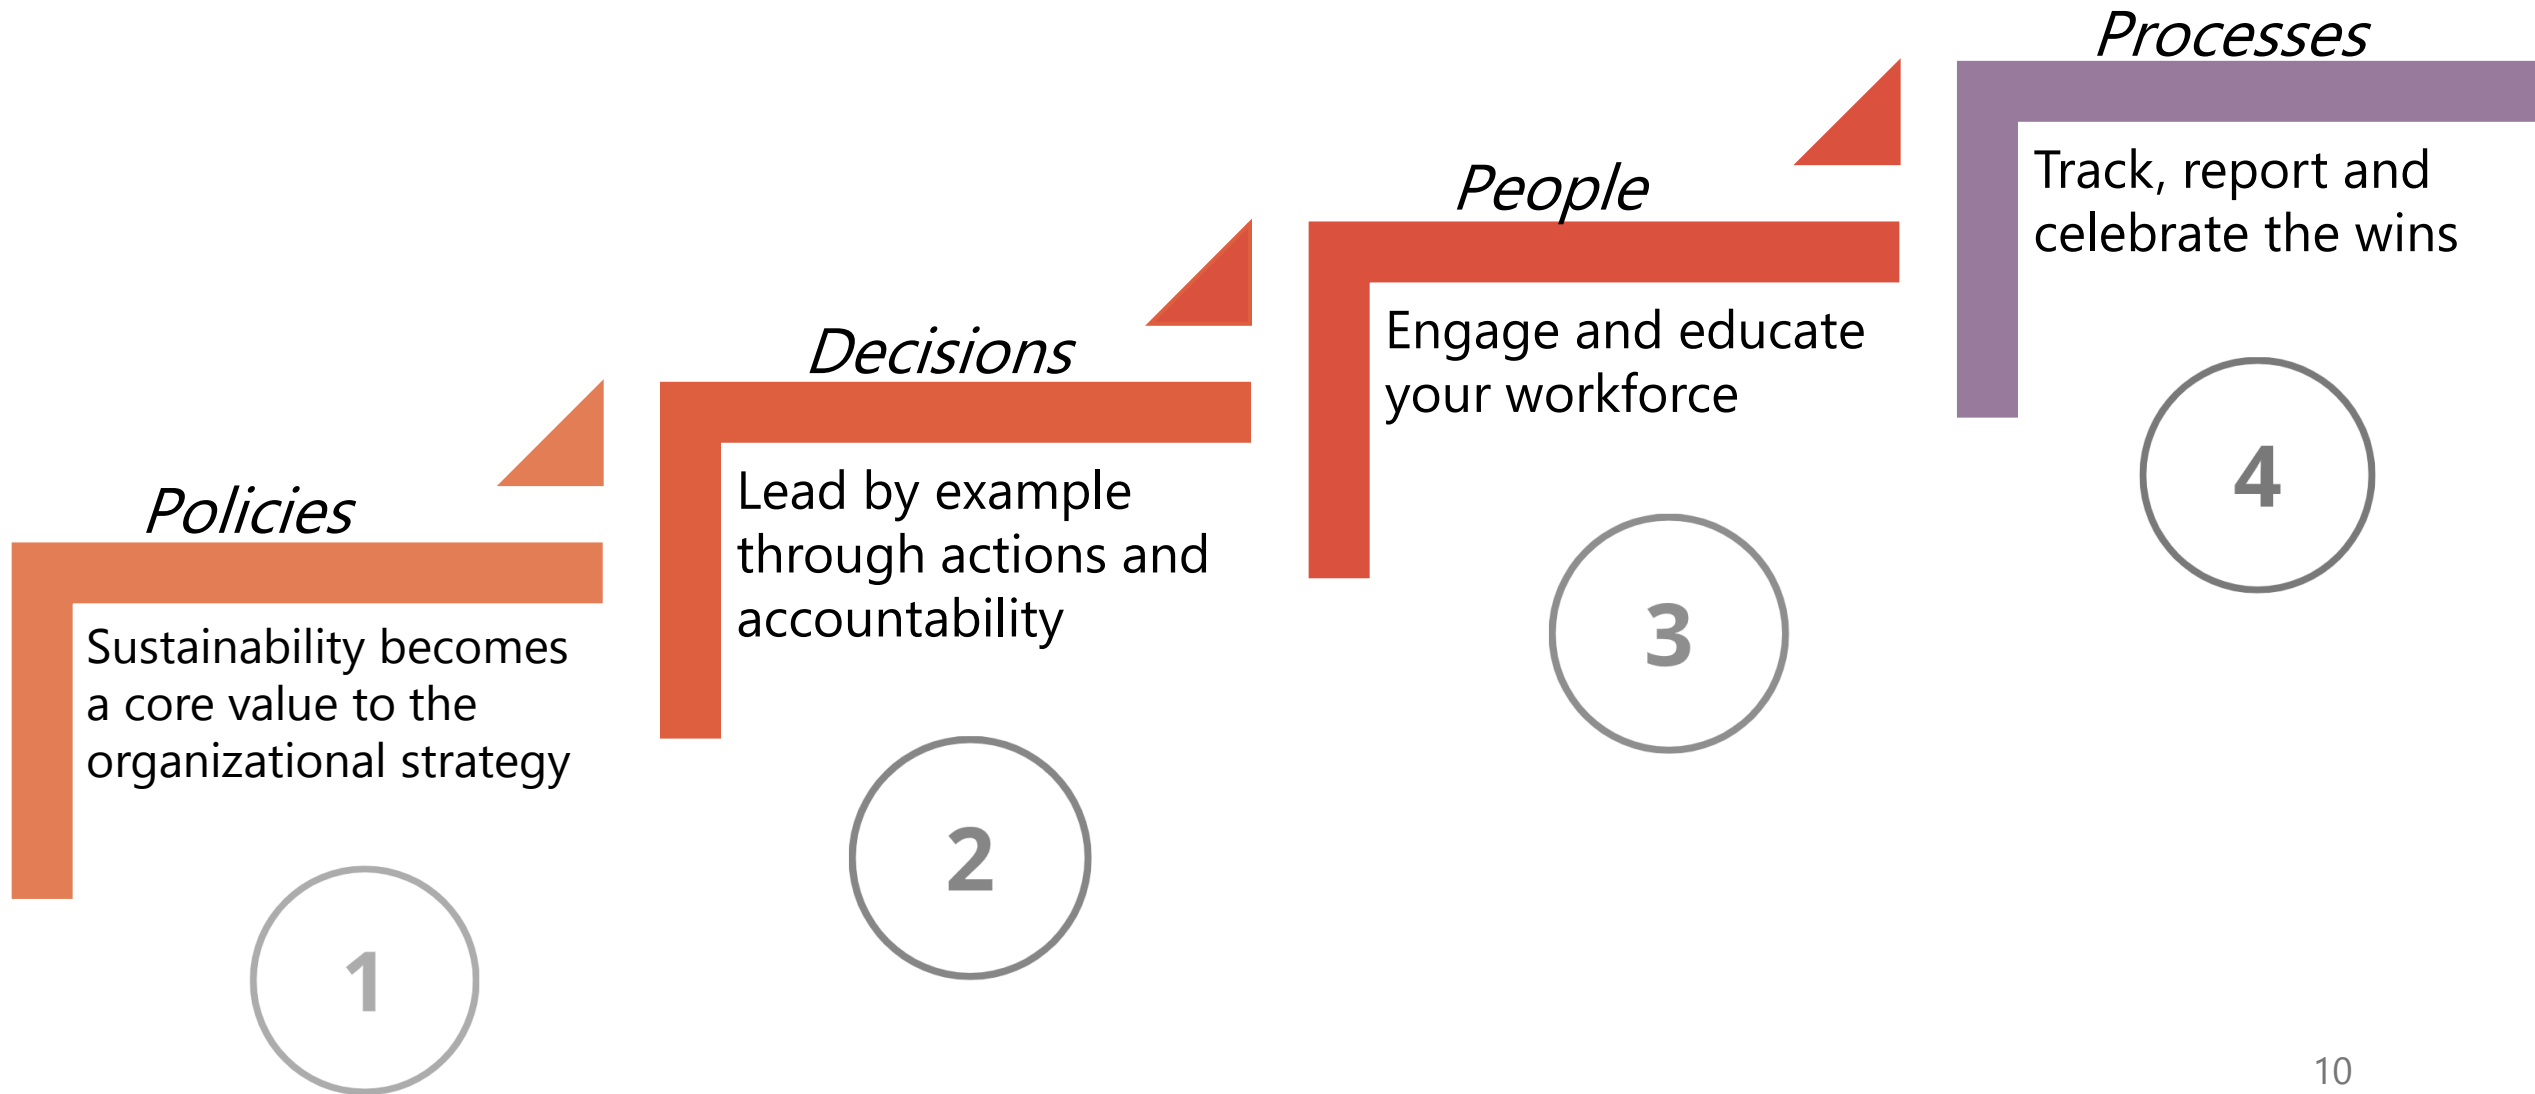 Policies
Sustainability becomes
a core value to the
organizational strategy
1
Decisions
Lead by example
through actions and
accountability
2
People
Engage and educate
your workforce
3
Processes
Track, report and
celebrate the wins
4
10